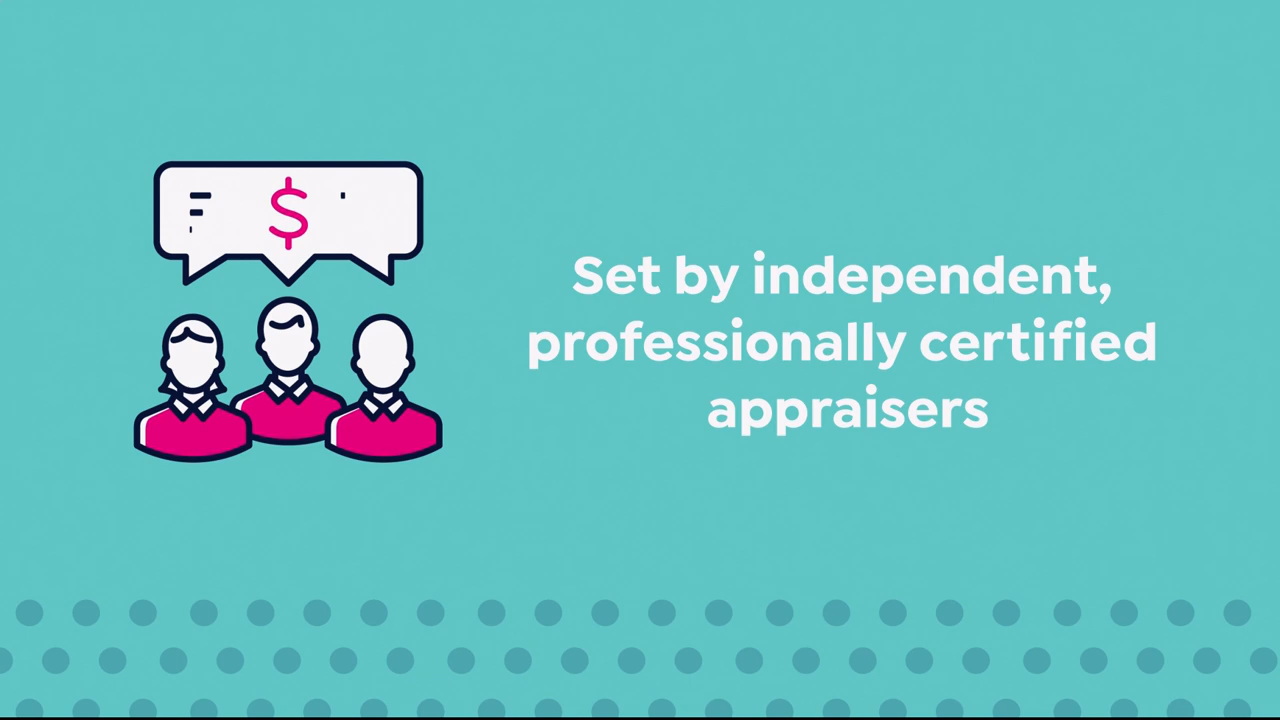 $
Set by independent,
professionally certified
appraisers